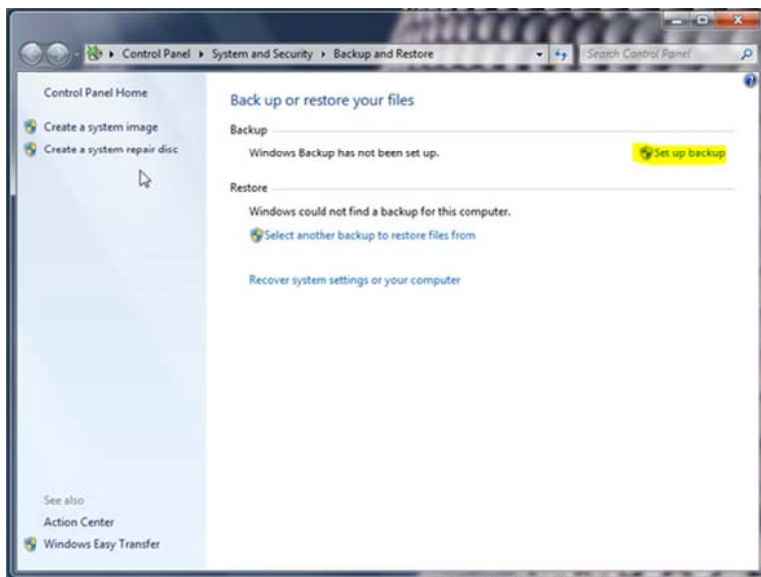 Control Panel ▸ System and Security ▸ Backup and Restore
Search Control Panel
Control Panel Home
Create a system image
Create a system repair disc
See also
Action Center
Windows Easy Transfer
Back up or restore your files
Backup
Windows Backup has not been set up.
Set up backup
Restore
Windows could not find a backup for this computer.
Select another backup to restore files from
Recover system settings or your computer